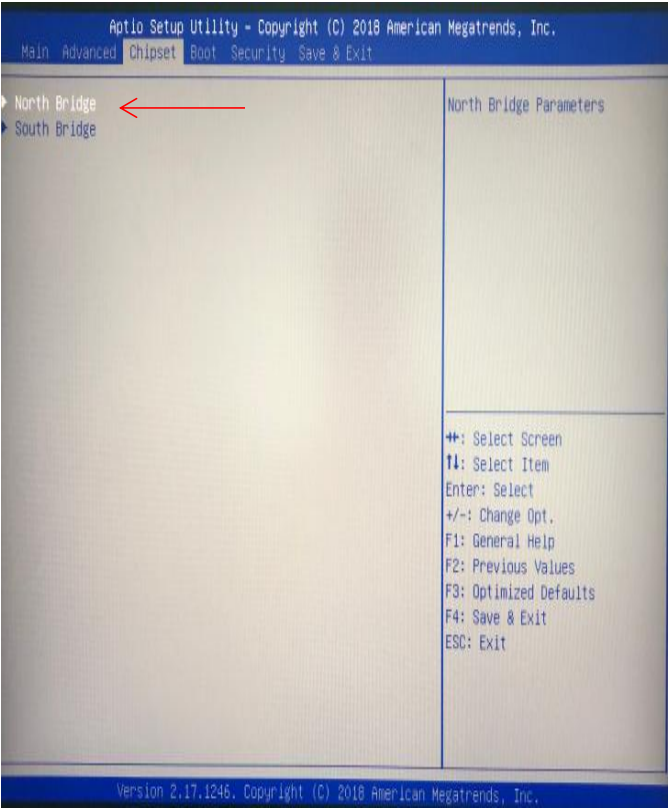 Aptio Setup Utility - Copyright (C) 2018 American Megatrends, Inc.
Main Advanced Chipset Boot Security Save & Exit
North Bridge
South Bridge
North Bridge Parameters
↔: Select Screen
↑↓: Select Item
Enter: Select
+/-: Change Opt.
F1: General Help
F2: Previous Values
F3: Optimized Defaults
F4: Save & Exit
ESC: Exit
Version 2.17.1246. Copyright (C) 2018 American Megatrends, Inc.